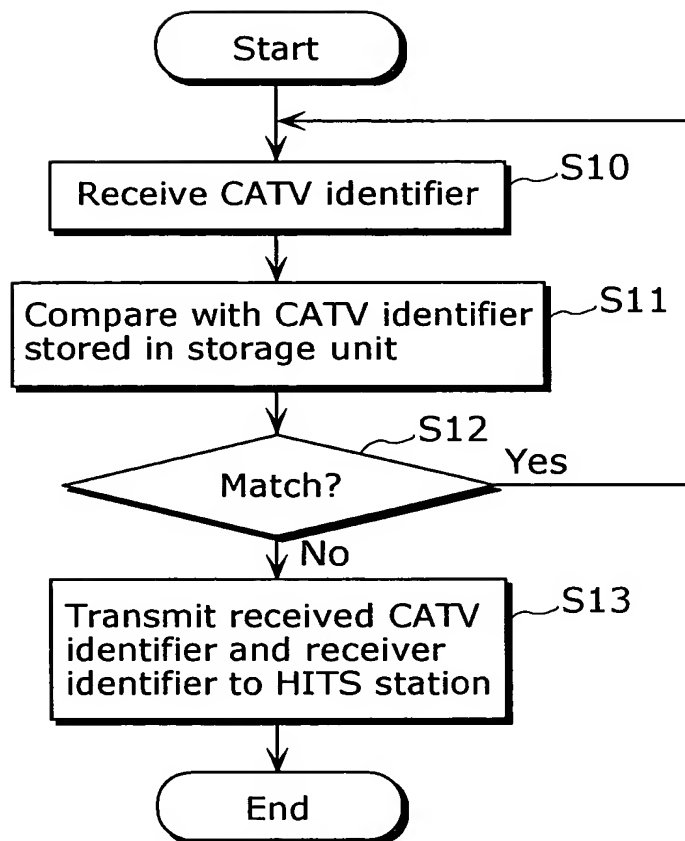 Start
Receive CATV identifier
S10
Compare with CATV identifier
stored in storage unit
S11
S12
Match?
Yes
No
Transmit received CATV
identifier and receiver
identifier to HITS station
S13
End